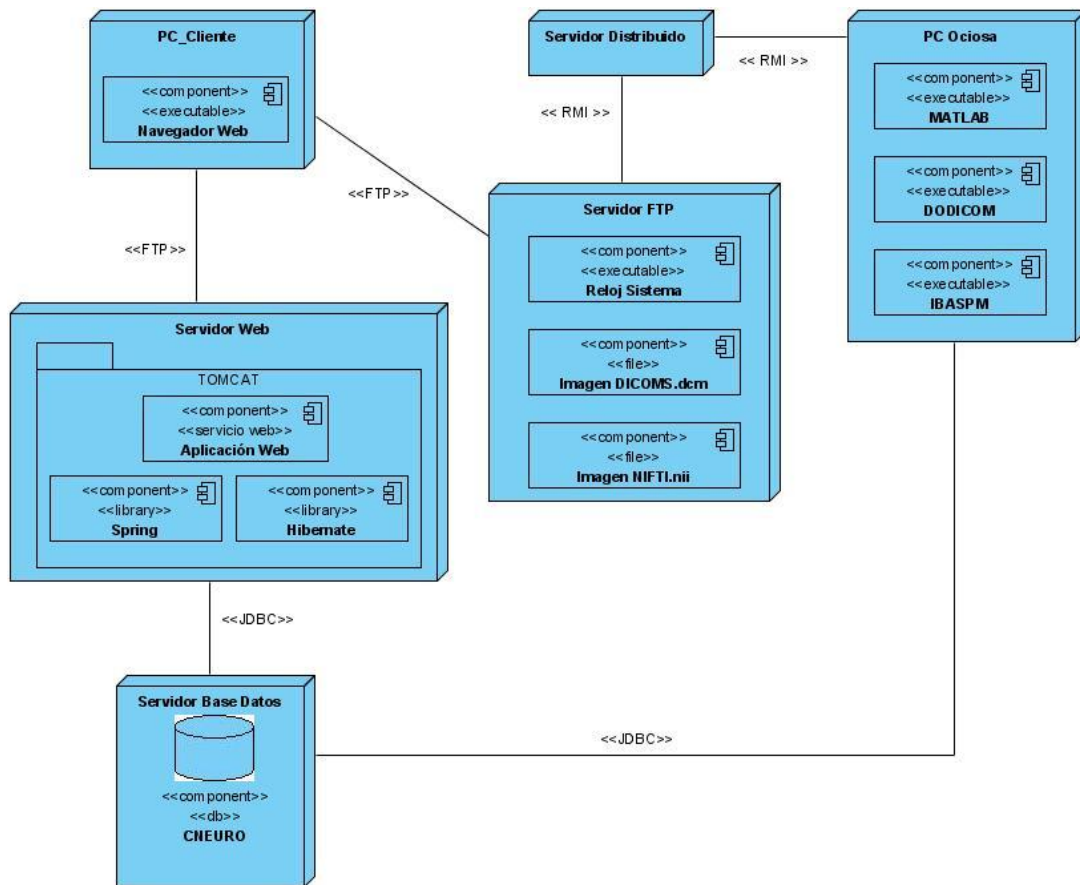 PC_Cliente
<<component>>
<<executable>>
Navegador Web
Servidor Distribuido
<< RMI >>
<< RMI >>
PC Ociosa
<<component>>
<<executable>>
MATLAB
<<component>>
<<executable>>
DODICOM
<<component>>
<<executable>>
IBASPM
<<FTP>>
<<FTP>>
Servidor FTP
<<component>>
<<executable>>
Reloj Sistema
<<component>>
<<file>>
Imagen DICOMS.dcm
<<component>>
<<file>>
Imagen NIFTI.nii
Servidor Web
TOMCAT
<<component>>
<<servicio web>>
Aplicación Web
<<component>>
<<library>>
Spring
<<component>>
<<library>>
Hibernate
<<JDBC>>
Servidor Base Datos
<<component>>
<<db>>
CNEURO
<<JDBC>>